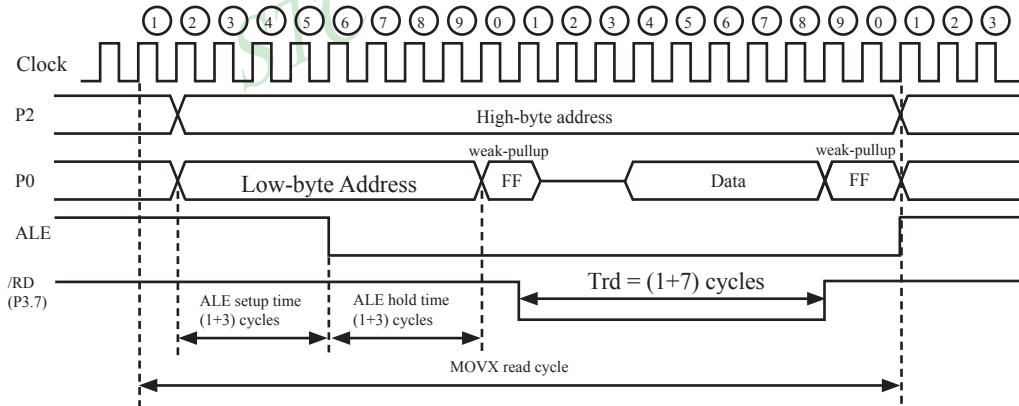 1 2 3 4 5 6 7 8 9 0 1 2 3 4 5 6 7 8 9 0 1 2 3
STC
Clock
P2
High-byte address
weak-pullup
weak-pullup
P0
Low-byte Address
FF
Data
FF
ALE
/RD
(P3.7)
Trd = (1+7) cycles
ALE setup time
(1+3) cycles
ALE hold time
(1+3) cycles
MOVX read cycle